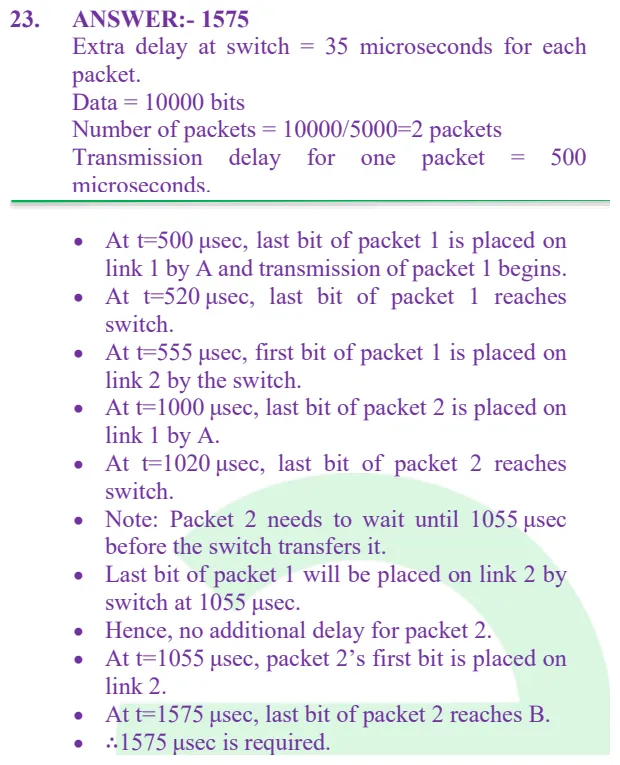 23. ANSWER:- 1575
Extra delay at switch = 35 microseconds for each
packet.
Data = 10000 bits
Number of packets = 10000/5000=2 packets
Transmission delay for one packet = 500
microseconds.
• At t=500 μsec, last bit of packet 1 is placed on
link 1 by A and transmission of packet 1 begins.
• At t=520 μsec, last bit of packet 1 reaches
switch.
• At t=555 μsec, first bit of packet 1 is placed on
link 2 by the switch.
• At t=1000 μsec, last bit of packet 2 is placed on
link 1 by A.
• At t=1020 μsec, last bit of packet 2 reaches
switch.
• Note: Packet 2 needs to wait until 1055 μsec
before the switch transfers it.
• Last bit of packet 1 will be placed on link 2 by
switch at 1055 μsec.
• Hence, no additional delay for packet 2.
• At t=1055 μsec, packet 2’s first bit is placed on
link 2.
• At t=1575 μsec, last bit of packet 2 reaches B.
• ∴1575 μsec is required.